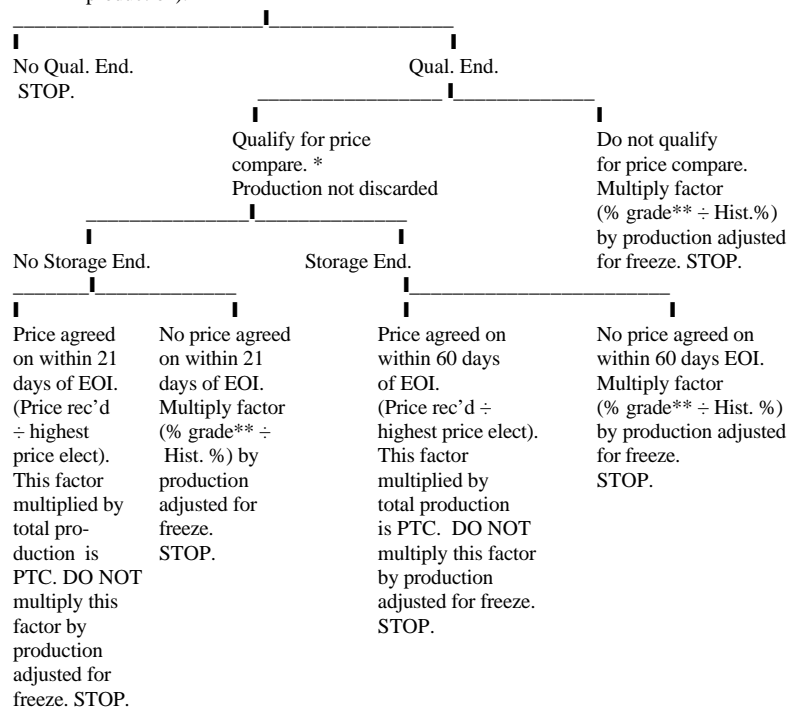 No Qual. End.
STOP.
Qual. End.
Qualify for price
compare. *
Production not discarded
Do not qualify
for price compare.
Multiply factor
(% grade** ÷ Hist.%)
by production adjusted
for freeze. STOP.
No Storage End.
Storage End.
Price agreed
on within 21
days of EOI.
(Price rec’d
÷ highest
price elect).
This factor
multiplied by
total pro-
duction is
PTC. DO NOT
multiply this
factor by
production
adjusted for
freeze. STOP.
No price agreed
on within 21
days of EOI.
Multiply factor
(% grade** ÷
Hist. %) by
production
adjusted for
freeze.
STOP.
Price agreed on
within 60 days
of EOI.
(Price rec’d ÷
highest price elect).
This factor
multiplied by
total production
is PTC. DO NOT
multiply this factor
by production
adjusted for freeze.
STOP.
No price agreed on
within 60 days EOI.
Multiply factor
(% grade** ÷ Hist. %)
by production adjusted
for freeze.
STOP.